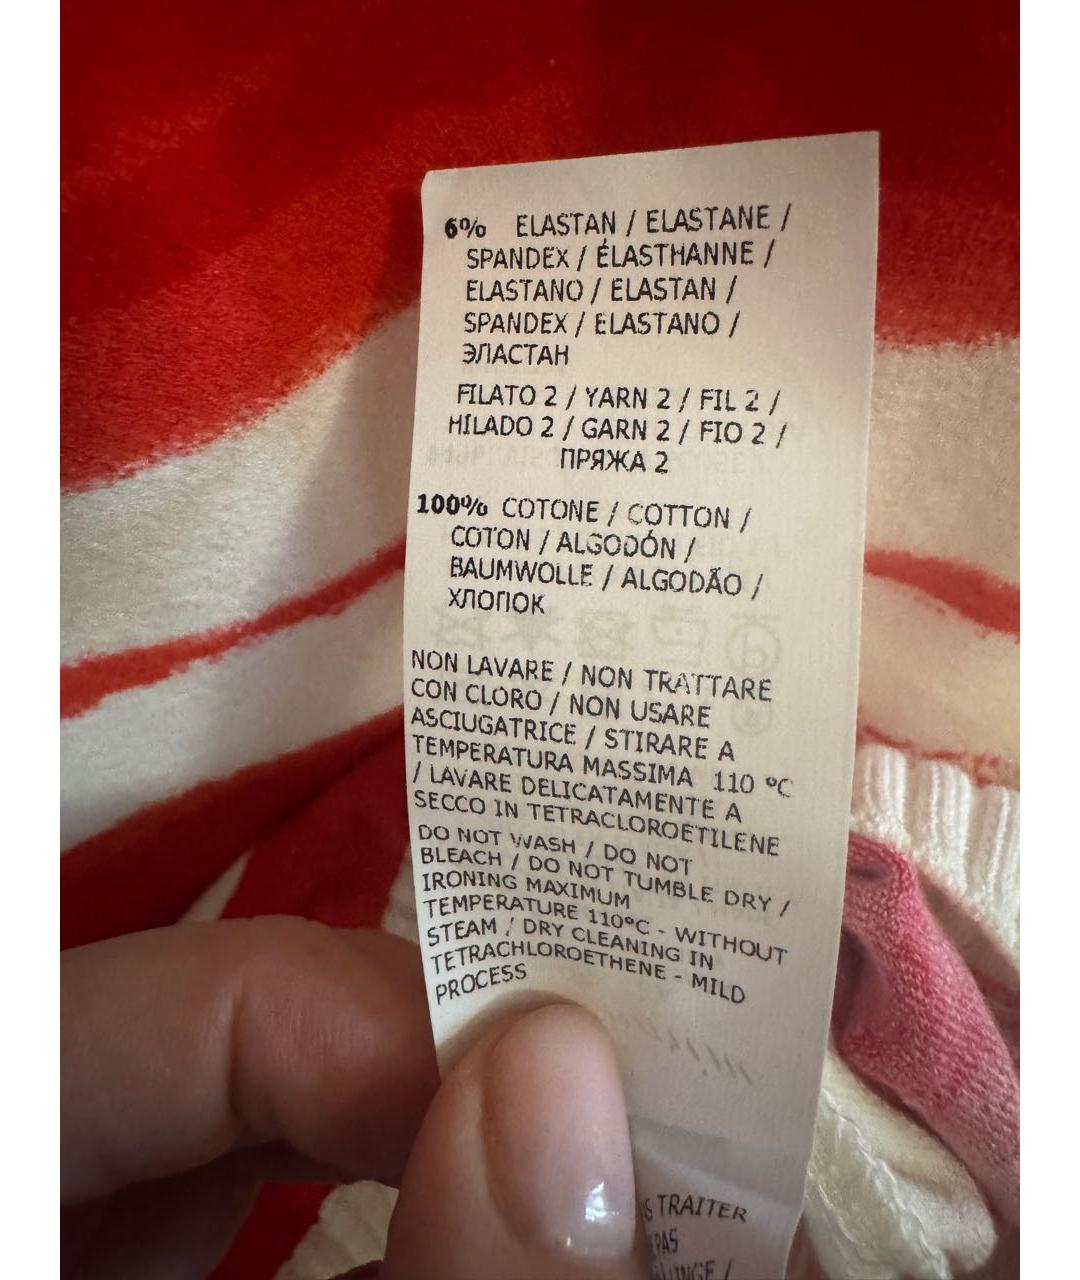 6% ELASTAN / ELASTANE /
SPANDEX / ÉLASTHANNE /
ELASTANO / ELASTAN /
SPANDEX / ELASTANO /
ЭЛАСТАН
FILATO 2 / YARN 2 / FIL 2 /
HILADO 2 / GARN 2 / FIO 2 /
ПРЯЖА 2
100% COTONE / COTTON /
COTON / ALGODÓN /
BAUMWOLLE / ALGODÃO /
ХЛОПОК
NON LAVARE / NON TRATTARE
CON CLORO / NON USARE
ASCIUGATRICE / STIRARE A
TEMPERATURA MASSIMA 110 °C
/ LAVARE DELICATAMENTE A
SECCO IN TETRACLOROETILENE
DO NOT WASH / DO NOT
BLEACH / DO NOT TUMBLE DRY /
IRONING MAXIMUM
TEMPERATURE 110°C - WITHOUT
STEAM / DRY CLEANING IN
TETRACHLOROETHENE - MILD
PROCESS
TRAITER
PAS